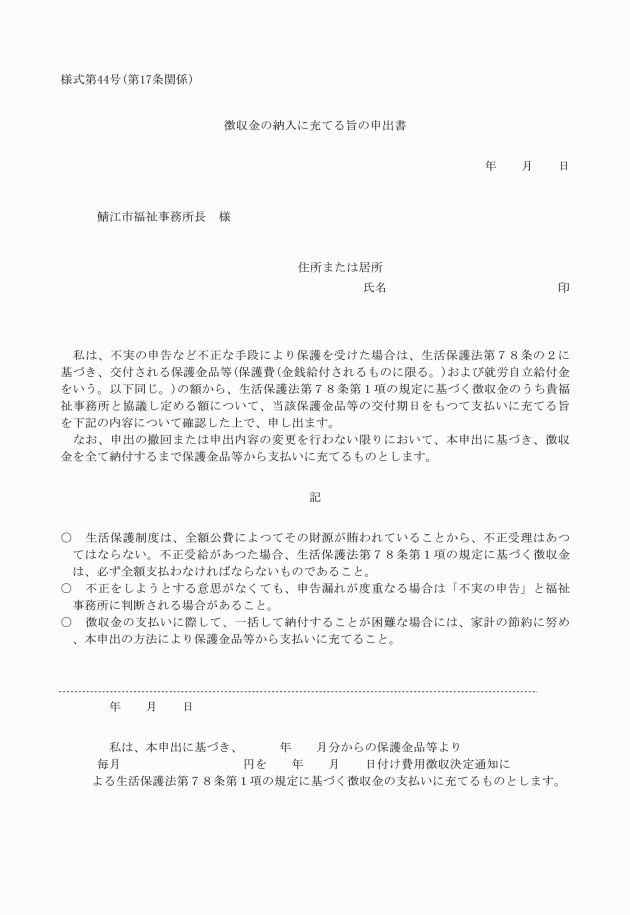 様式第44号(第17条関係)
徴収金の納入に充てる旨の申出書
年　　月　　日
鯖江市福祉事務所長　様
住所または居所
氏名　　　　　　　　　　　　　　印
私は、不実の申告など不正な手段により保護を受けた場合は、生活保護法第７８条の２に
基づき、交付される保護金品等(保護費(金銭給付されるものに限る。)および就労自立給付金
をいう。以下同じ。)の額から、生活保護法第７８条第１項の規定に基づく徴収金のうち貴福
祉事務所と協議し定める額について、当該保護金品等の交付期日をもつて支払いに充てる旨
を下記の内容について確認した上で、申し出ます。
なお、申出の撤回または申出内容の変更を行わない限りにおいて、本申出に基づき、徴収
金を全て納付するまで保護金品等から支払いに充てるものとします。
記
○　生活保護制度は、全額公費によつてその財源が賄われていることから、不正受理はあつ
てはならない。不正受給があつた場合、生活保護法第７８条第１項の規定に基づく徴収金
は、必ず全額支払わなければならないものであること。
○　不正をしようとする意思がなくても、申告漏れが度重なる場合は「不実の申告」と福祉
事務所に判断される場合があること。
○　徴収金の支払いに際して、一括して納付することが困難な場合には、家計の節約に努め
、本申出の方法により保護金品等から支払いに充てること。
年　　月　　日
私は、本申出に基づき、　　　年　　月分からの保護金品等より
毎月　　　　　　　　　　円を　　年　　月　　日付け費用徴収決定通知に
よる生活保護法第７８条第１項の規定に基づく徴収金の支払いに充てるものとします。